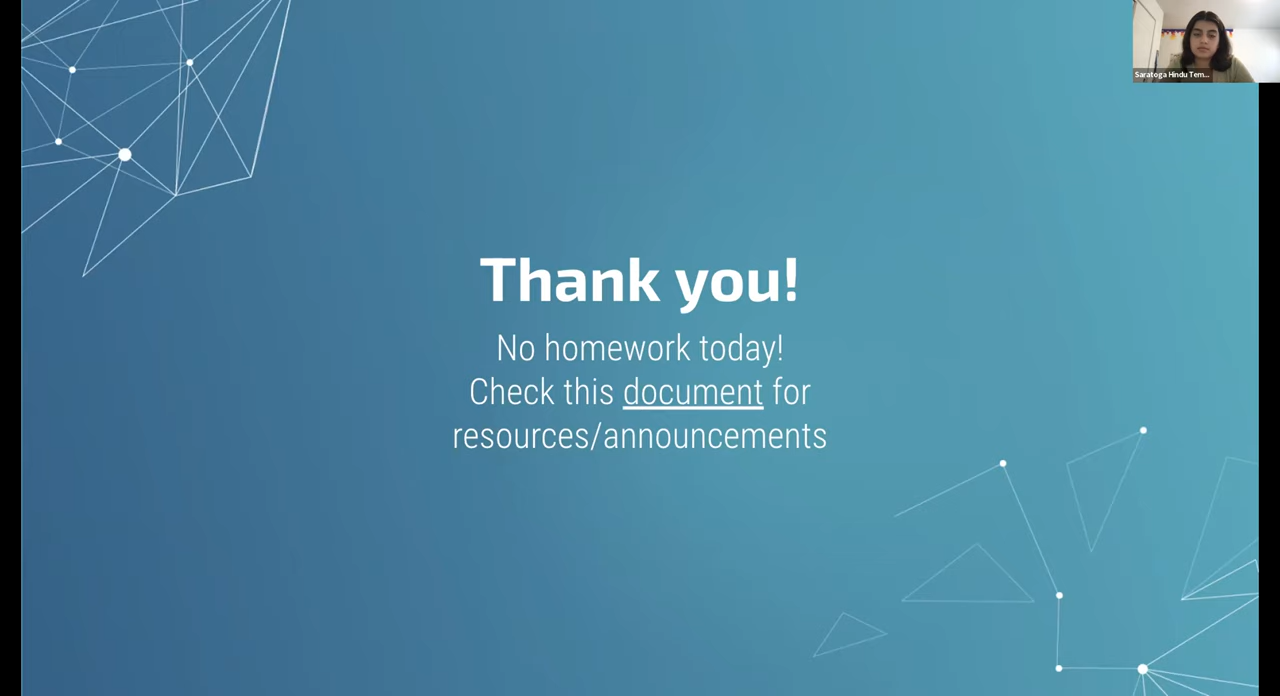 Saratoga Hindu Tem...
Thank you!
No homework today!
Check this document for
resources/announcements